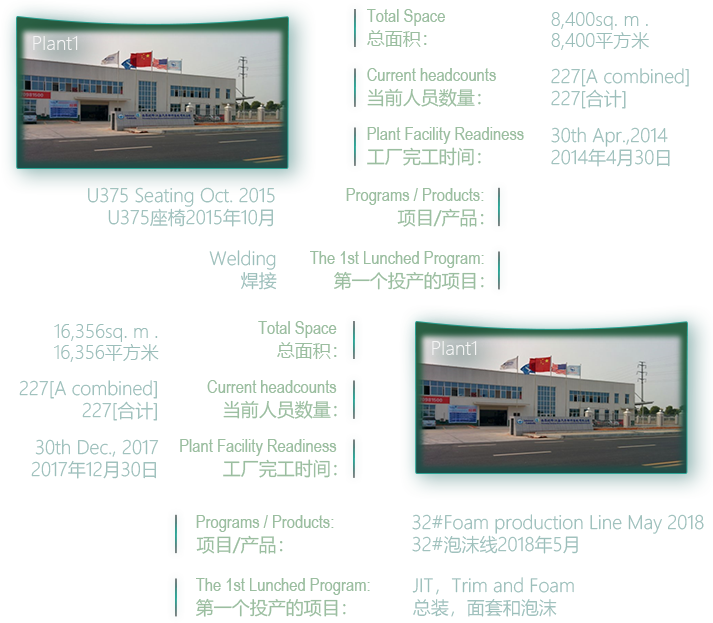 Plant1
Total Space
总面积：
8,400sq. m .
8,400平方米
Current headcounts
当前人员数量：
227[A combined]
227[合计]
Plant Facility Readiness
工厂完工时间：
30th Apr.,2014
2014年4月30日
U375 Seating Oct. 2015
U375座椅2015年10月
Programs / Products:
项目/产品：
Welding
焊接
The 1st Lunched Program:
第一个投产的项目：
16,356sq. m .
16,356平方米
Total Space
总面积：
227[A combined]
227[合计]
Current headcounts
当前人员数量：
30th Dec., 2017
2017年12月30日
Plant Facility Readiness
工厂完工时间：
Plant1
Programs / Products:
项目/产品：
32#Foam production Line May 2018
32#泡沫线2018年5月
The 1st Lunched Program:
第一个投产的项目：
JIT，Trim and Foam
总装，面套和泡沫